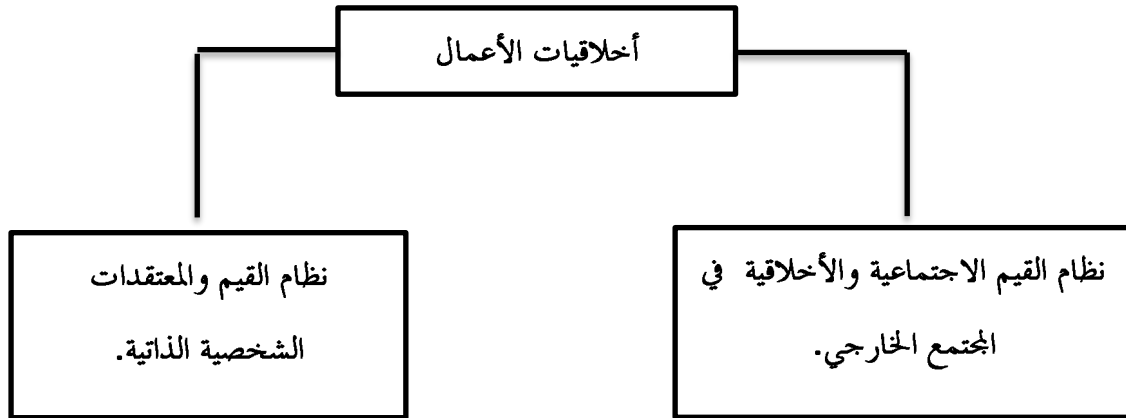 أخلاقيات الأعمال
نظام القيم الاجتماعية والأخلاقية في
المجتمع الخارجي.
نظام القيم والمعتقدات
الشخصية الذاتية.